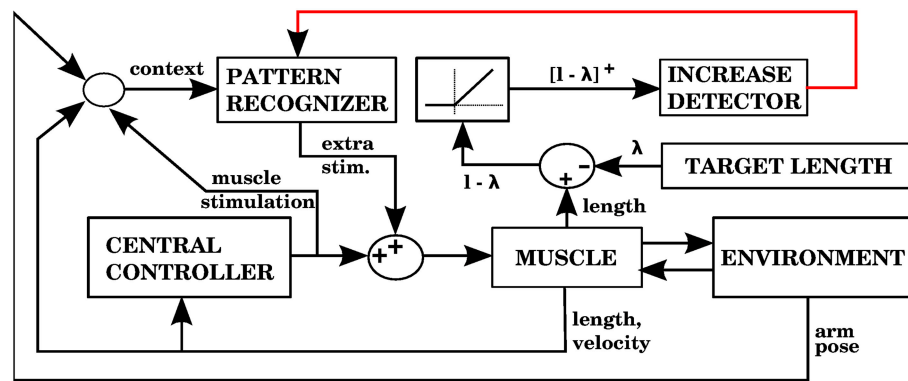 context
PATTERN
RECOGNIZER
[l - λ]⁺
INCREASE
DETECTOR
extra
stim.
l - λ
-
+
λ
TARGET LENGTH
muscle
stimulation
length
CENTRAL
CONTROLLER
+
+
MUSCLE
ENVIRONMENT
length,
velocity
arm
pose